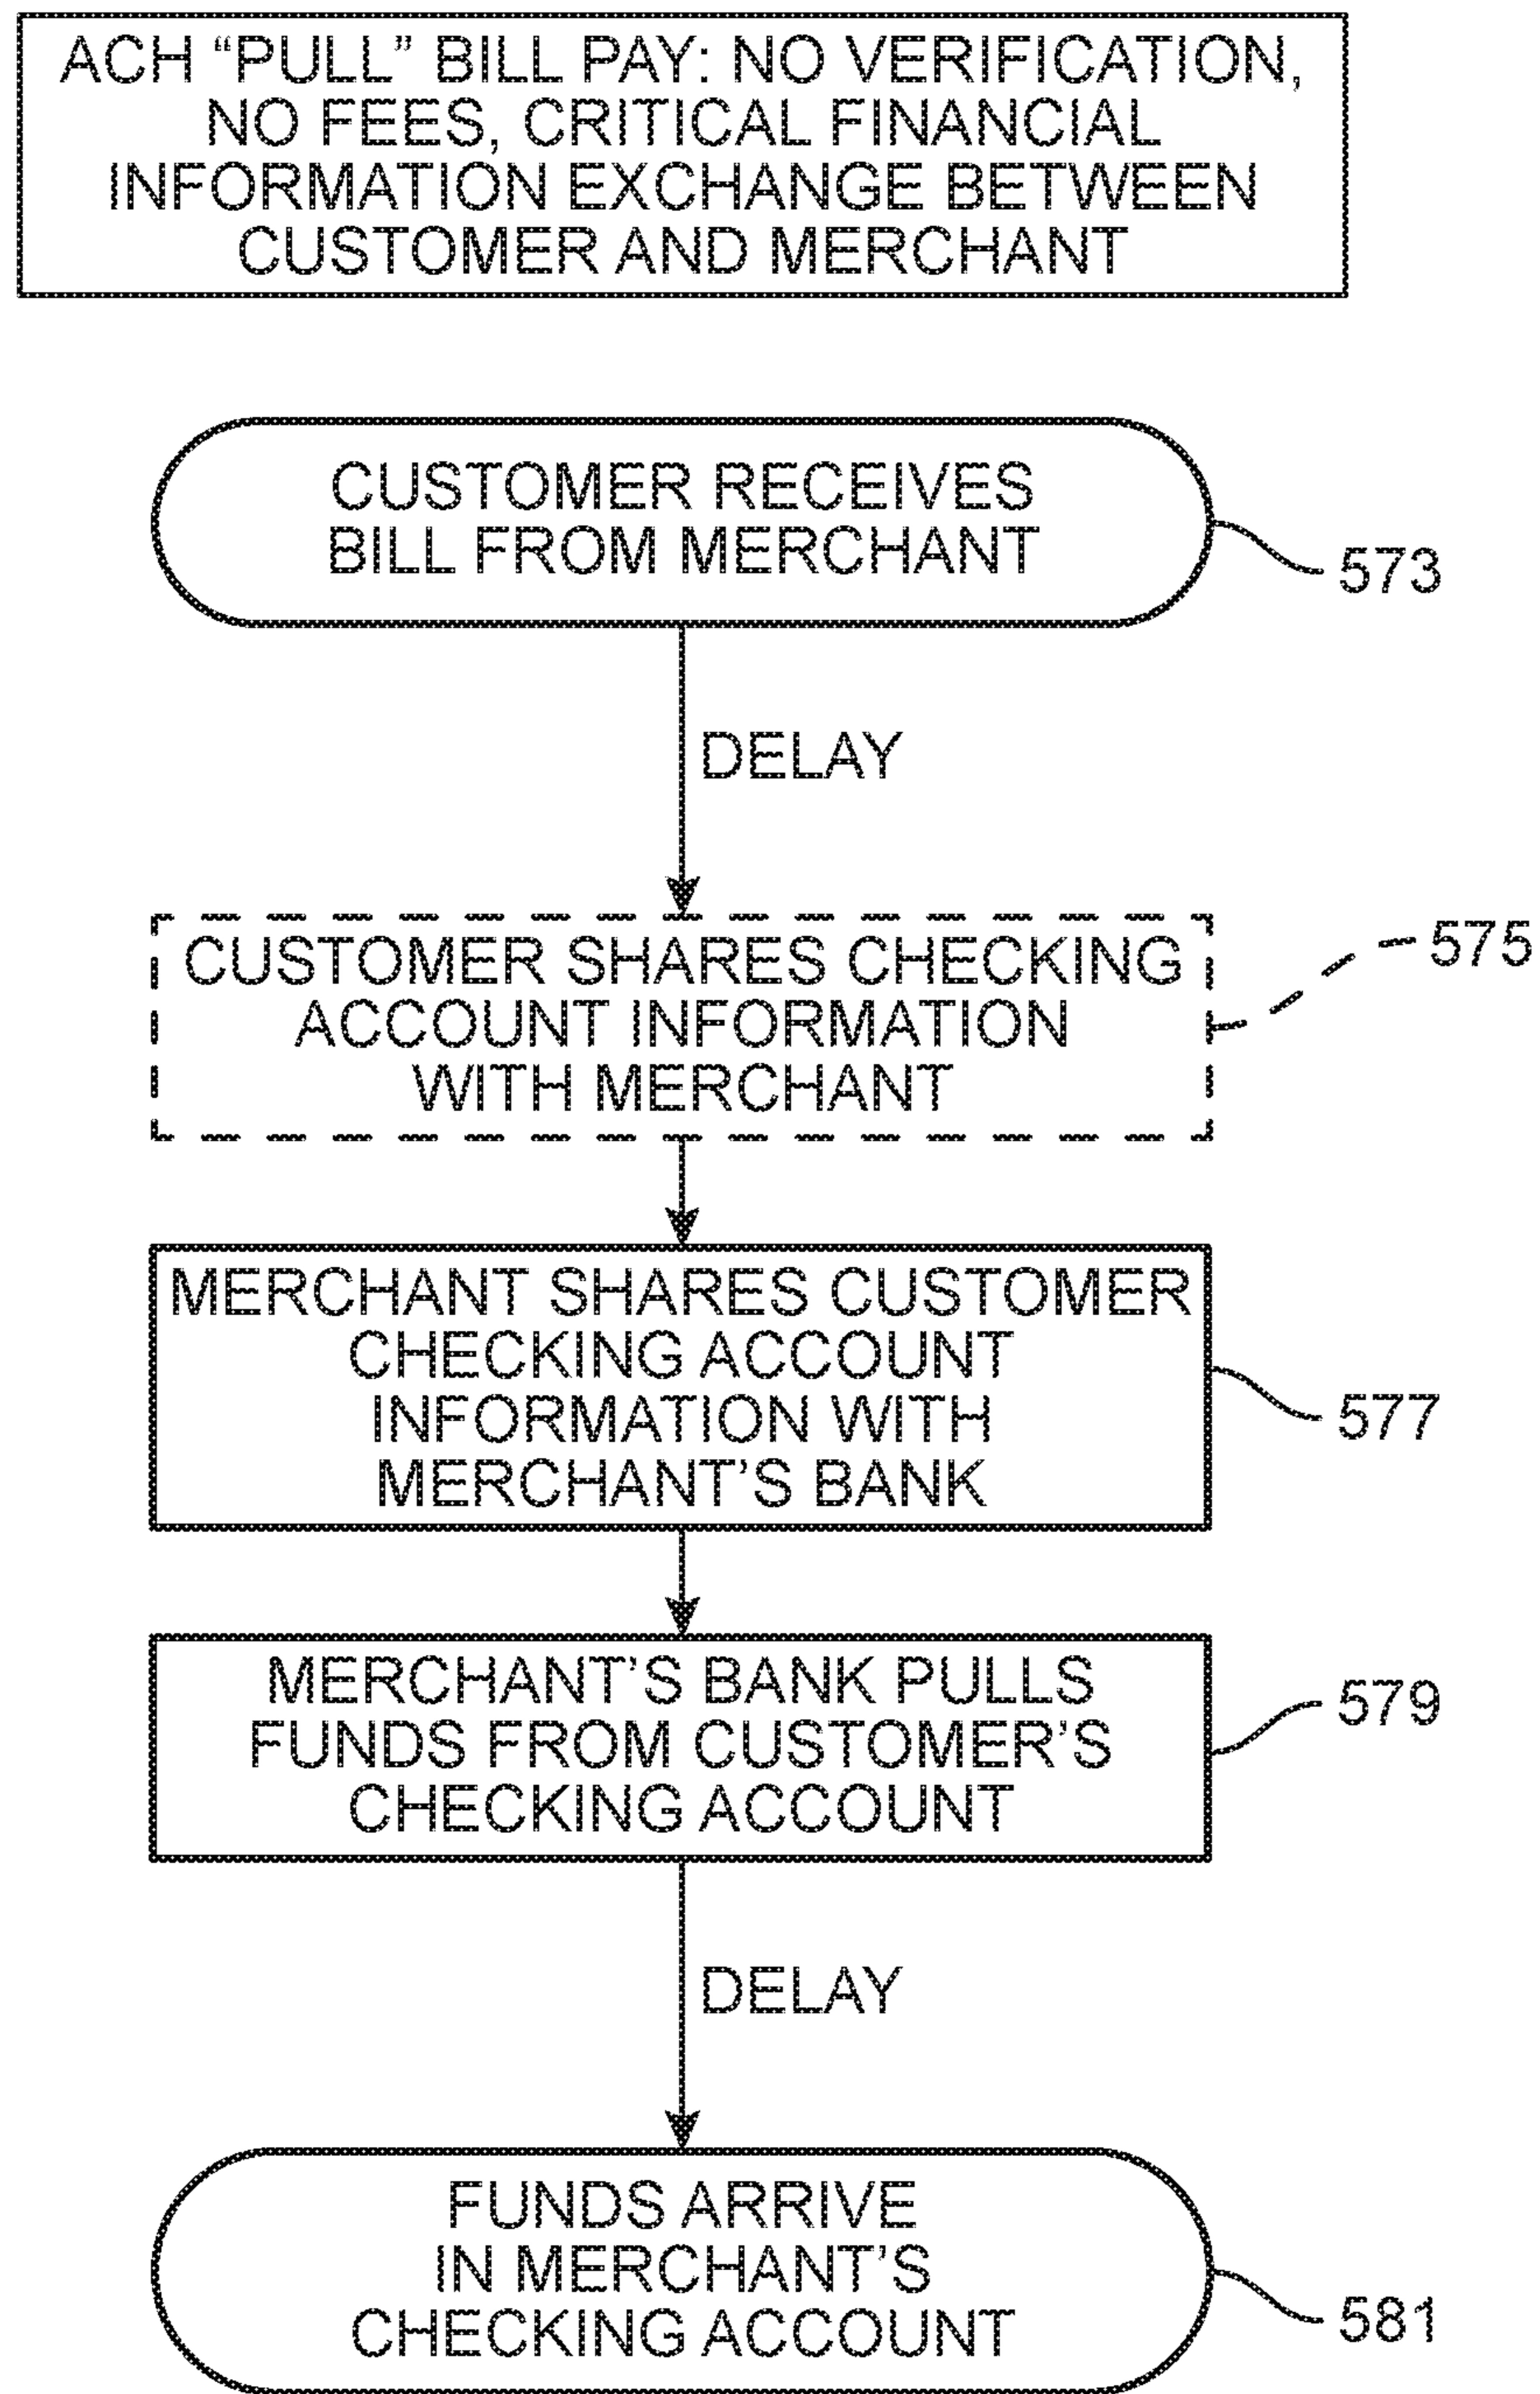 ACH “PULL” BILL PAY: NO VERIFICATION,
NO FEES, CRITICAL FINANCIAL
INFORMATION EXCHANGE BETWEEN
CUSTOMER AND MERCHANT
CUSTOMER RECEIVES
BILL FROM MERCHANT
573
DELAY
CUSTOMER SHARES CHECKING
ACCOUNT INFORMATION
WITH MERCHANT
575
MERCHANT SHARES CUSTOMER
CHECKING ACCOUNT
INFORMATION WITH
MERCHANT’S BANK
577
MERCHANT’S BANK PULLS
FUNDS FROM CUSTOMER’S
CHECKING ACCOUNT
579
DELAY
FUNDS ARRIVE
IN MERCHANT’S
CHECKING ACCOUNT
581